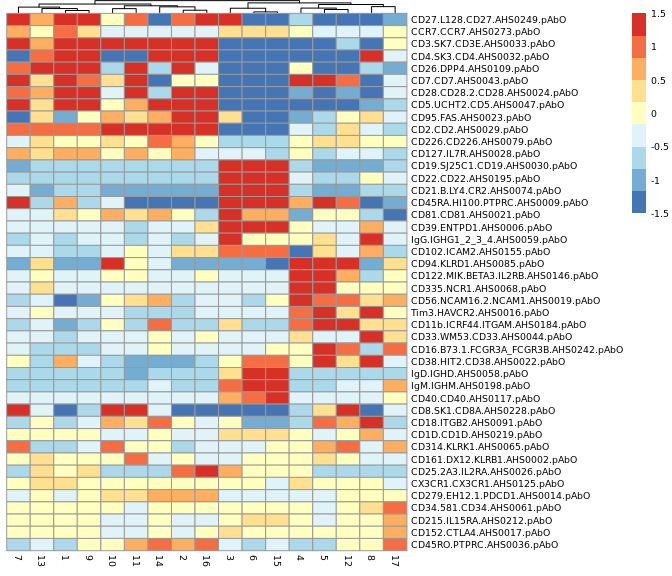 CD27.L128.CD27.AHS0249.pAbO
CCR7.CCR7.AHS0273.pAbO
CD3.SK7.CD3E.AHS0033.pAbO
CD4.SK3.CD4.AHS0032.pAbO
CD26.DPP4.AHS0109.pAbO
CD7.CD7.AHS0043.pAbO
CD28.CD28.2.CD28.AHS0024.pAbO
CD5.UCHT2.CD5.AHS0047.pAbO
CD95.FAS.AHS0023.pAbO
CD2.CD2.AHS0029.pAbO
CD226.CD226.AHS0079.pAbO
CD127.IL7R.AHS0028.pAbO
CD19.SJ25C1.CD19.AHS0030.pAbO
CD22.CD22.AHS0195.pAbO
CD21.B.LY4.CR2.AHS0074.pAbO
CD45RA.HI100.PTPRC.AHS0009.pAbO
CD81.CD81.AHS0021.pAbO
CD39.ENTPD1.AHS0006.pAbO
IgG.IGHG1_2_3_4.AHS0059.pAbO
CD102.ICAM2.AHS0155.pAbO
CD94.KLRD1.AHS0085.pAbO
CD122.MIK.BETA3.IL2RB.AHS0146.pAbO
CD335.NCR1.AHS0068.pAbO
CD56.NCAM16.2.NCAM1.AHS0019.pAbO
Tim3.HAVCR2.AHS0016.pAbO
CD11b.ICRF44.ITGAM.AHS0184.pAbO
CD33.WM53.CD33.AHS0044.pAbO
CD16.B73.1.FCGR3A_FCGR3B.AHS0242.pAbO
CD38.HIT2.CD38.AHS0022.pAbO
IgD.IGHD.AHS0058.pAbO
IgM.IGHM.AHS0198.pAbO
CD40.CD40.AHS0117.pAbO
CD8.SK1.CD8A.AHS0228.pAbO
CD18.ITGB2.AHS0091.pAbO
CD1D.CD1D.AHS0219.pAbO
CD314.KLRK1.AHS0065.pAbO
CD161.DX12.KLRB1.AHS0002.pAbO
CD25.2A3.IL2RA.AHS0026.pAbO
CX3CR1.CX3CR1.AHS0125.pAbO
CD279.EH12.1.PDCD1.AHS0014.pAbO
CD34.581.CD34.AHS0061.pAbO
CD215.IL15RA.AHS0212.pAbO
CD152.CTLA4.AHS0017.pAbO
CD45RO.PTPRC.AHS0036.pAbO
7 13 1 9 10 11 14 2 16 3 6 15 4 5 12 8 17
1.5
1
0.5
0
-0.5
-1
-1.5